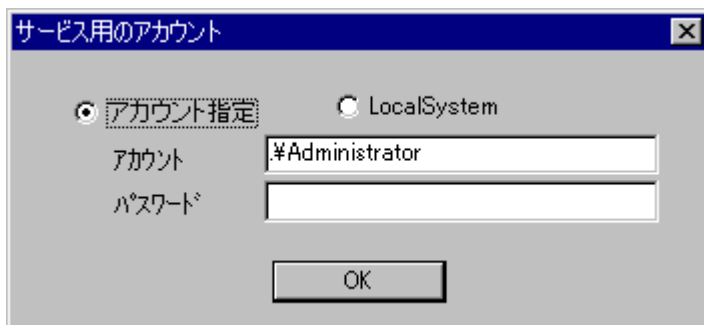 サービス用のアカウント
アカウント指定 LocalSystem
アカウント .¥Administrator
パスワード
OK